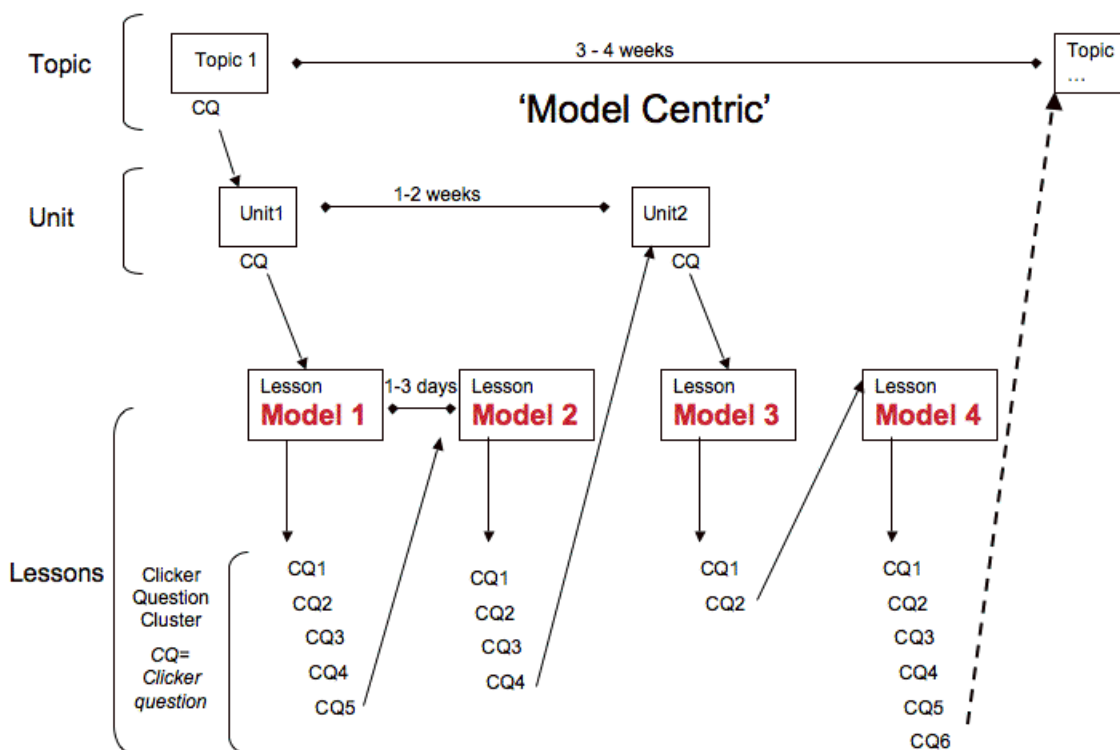 Topic
Topic 1
3 - 4 weeks
Topic
...
CQ
'Model Centric'
Unit
Unit1
1-2 weeks
Unit2
CQ
CQ
Lesson
Model 1
1-3 days
Lesson
Model 2
Lesson
Model 3
Lesson
Model 4
Lessons
Clicker
Question
Cluster
CQ=
Clicker
question
CQ1
CQ2
CQ3
CQ4
CQ5
CQ1
CQ2
CQ3
CQ4
CQ1
CQ2
CQ1
CQ2
CQ3
CQ4
CQ5
CQ6